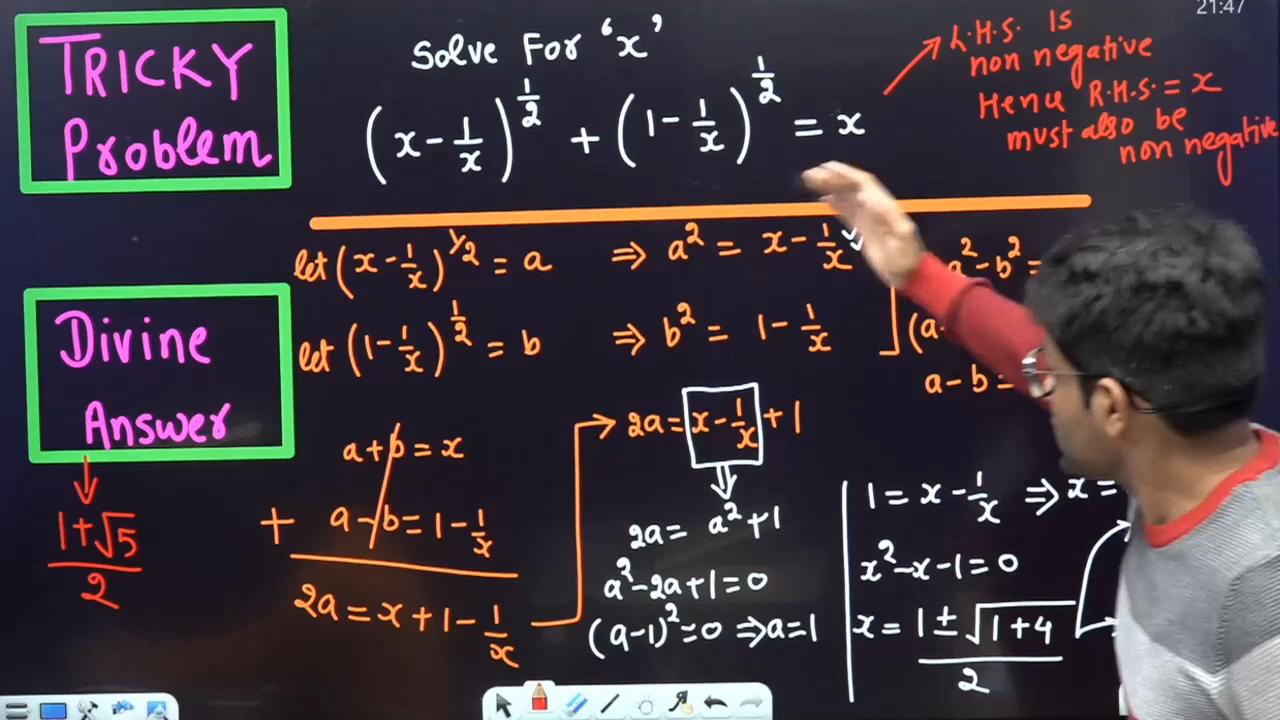 21:47
TRICKY
Problem
Solve For 'x'
(x - 1/x)^(1/2) + (1 - 1/x)^(1/2) = x
L.H.S. Is
non negative
Hence R.H.S. = x
must also be
non negative
let (x - 1/x)^(1/2) = a ⇒ a² = x - 1/x
a² - b² =
let (1 - 1/x)^(1/2) = b ⇒ b² = 1 - 1/x
(a-
a - b =
Divine
Answer
(1+√5)/2
a + b = x
+ a - b = 1 - 1/x
2a = x + 1 - 1/x
2a = x - 1/x + 1
2a = a² + 1
a² - 2a + 1 = 0
(a - 1)² = 0 ⇒ a = 1
1 = x - 1/x ⇒ x =
x² - x - 1 = 0
x = (1 ± √(1+4))/2